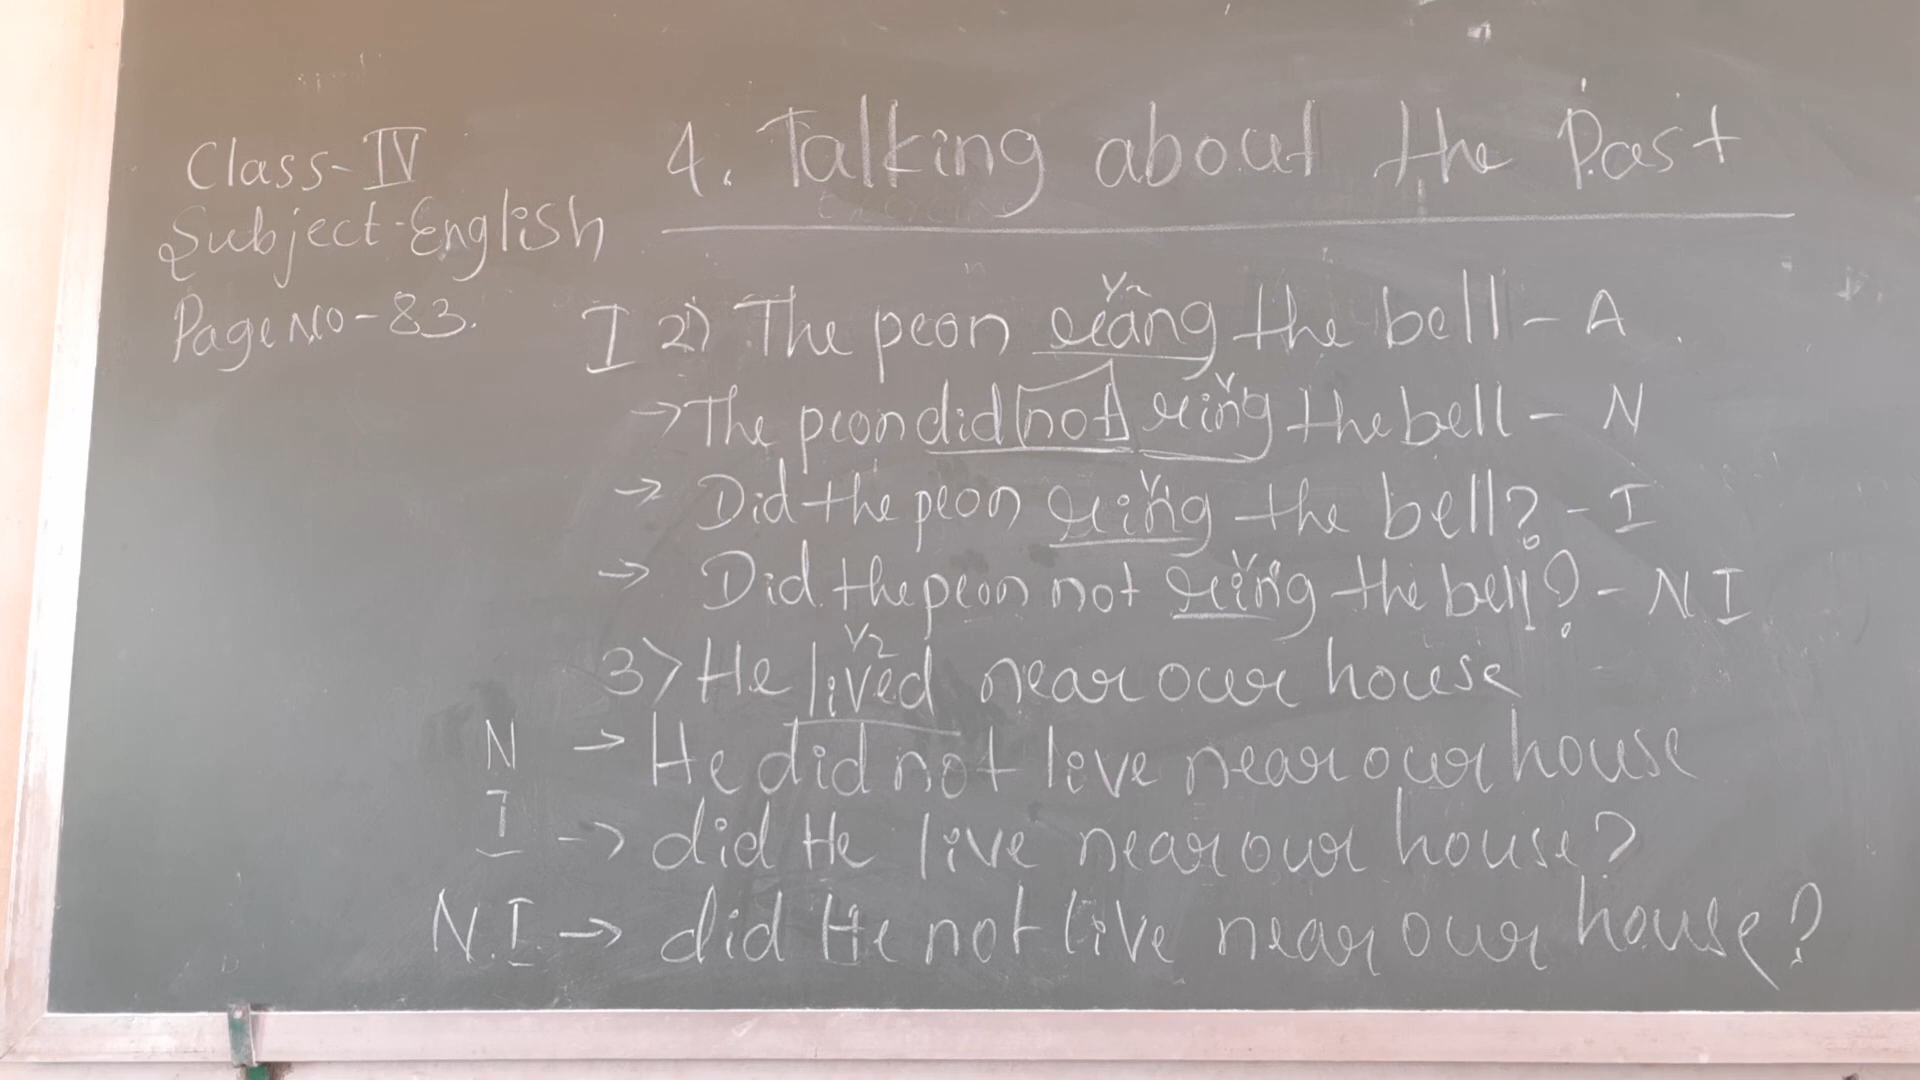 Class-IV
Subject-English
Page No-83.
4. Talking about the Past
V2
I 2) The peon rang the bell - A
V
→ The peon did not ring the bell - N
V
→ Did the peon ring the bell? - I
V
→ Did the peon not ring the bell? - N I
V2
3) He lived near our house
N → He did not live near our house
I → did He live near our house?
N.I → did He not live near our house?